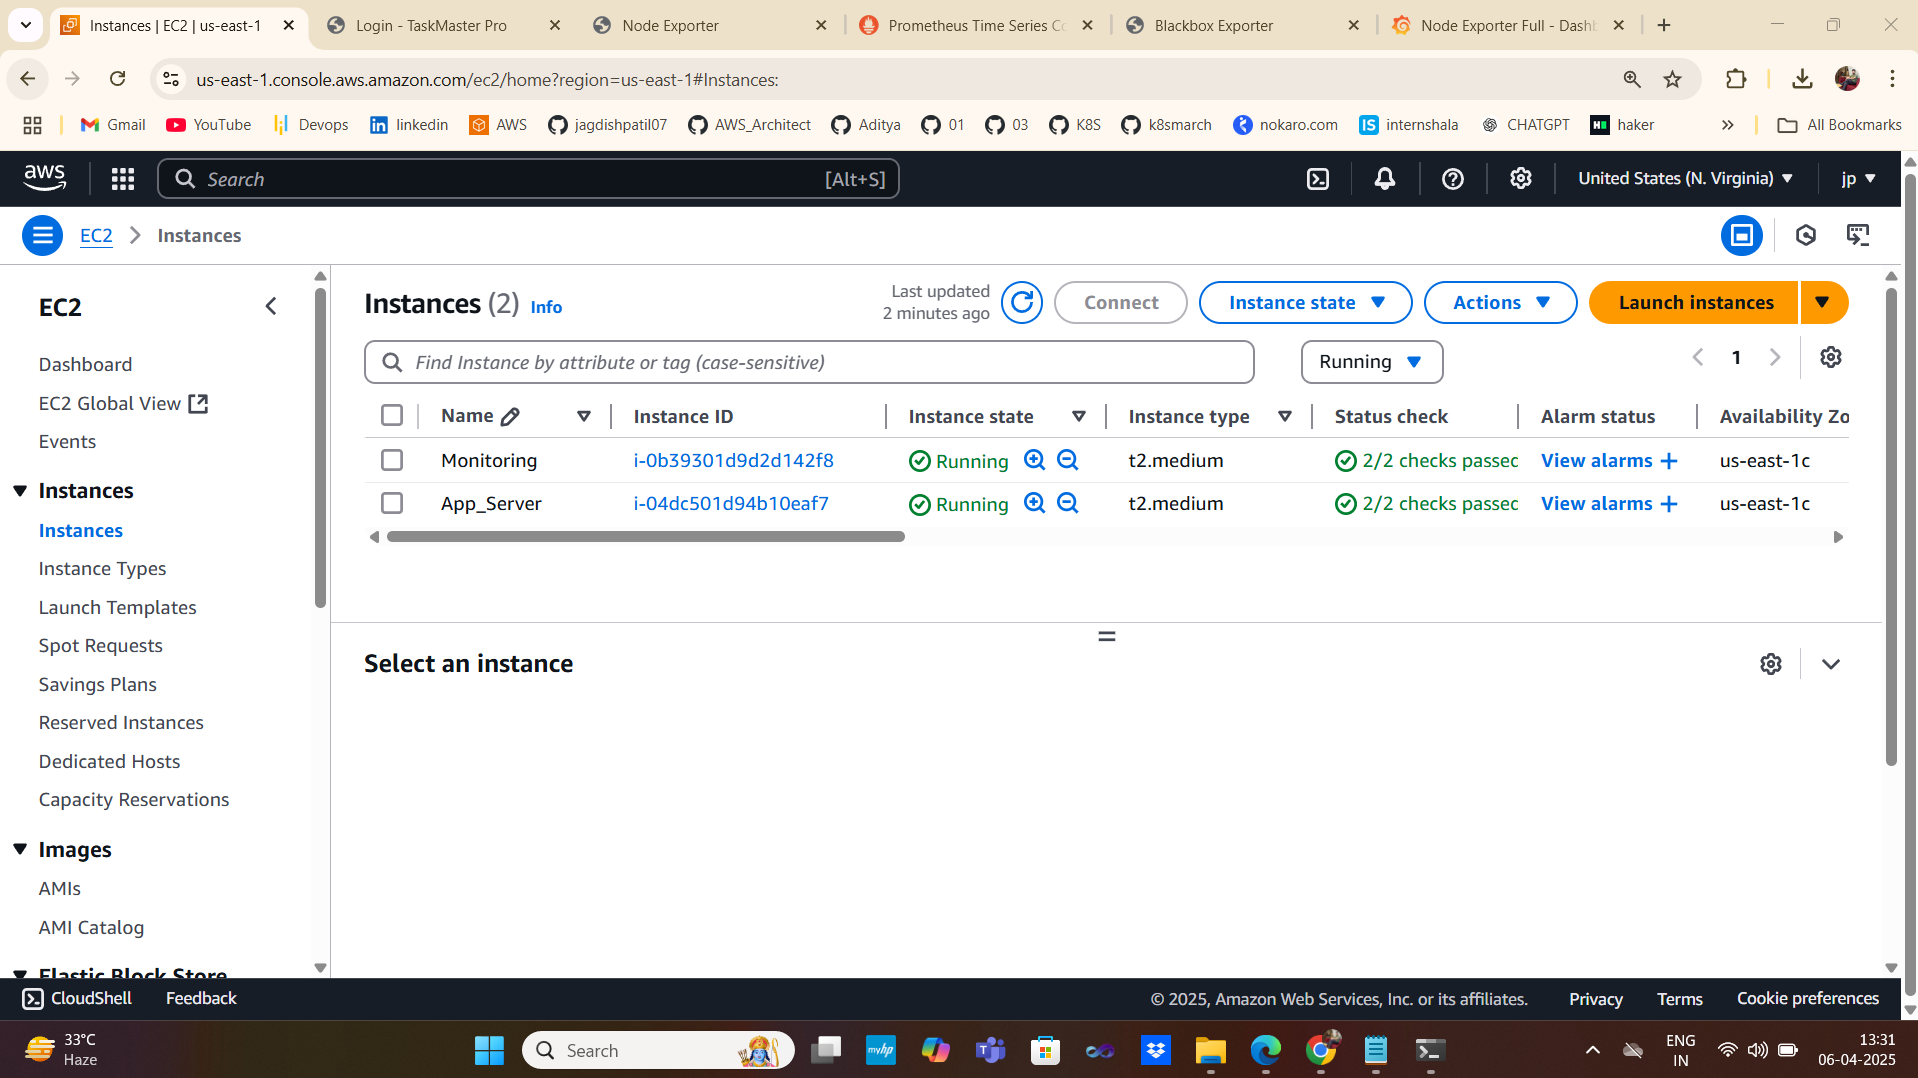 Instances | EC2 | us-east-1
Login - TaskMaster Pro
Node Exporter
Prometheus Time Series Co
Blackbox Exporter
Node Exporter Full - Dashb
us-east-1.console.aws.amazon.com/ec2/home?region=us-east-1#Instances:
Gmail
YouTube
Devops
linkedin
AWS
jagdishpatil07
AWS_Architect
Aditya
01
03
K8S
k8smarch
nokaro.com
internshala
CHATGPT
haker
All Bookmarks
aws
Search
[Alt+S]
United States (N. Virginia)
jp
EC2
Instances
EC2
Dashboard
EC2 Global View
Events
Instances
Instances
Instance Types
Launch Templates
Spot Requests
Savings Plans
Reserved Instances
Dedicated Hosts
Capacity Reservations
Images
AMIs
AMI Catalog
Elastic Block Store
Instances (2) Info
Last updated
2 minutes ago
Connect
Instance state
Actions
Launch instances
Find Instance by attribute or tag (case-sensitive)
Running
1
Name
Instance ID
Instance state
Instance type
Status check
Alarm status
Availability Zo
Monitoring
i-0b39301d9d2d142f8
Running
t2.medium
2/2 checks passed
View alarms +
us-east-1c
App_Server
i-04dc501d94b10eaf7
Running
t2.medium
2/2 checks passed
View alarms +
us-east-1c
Select an instance
CloudShell
Feedback
© 2025, Amazon Web Services, Inc. or its affiliates.
Privacy
Terms
Cookie preferences
33°C
Haze
Search
myhp
ENG
IN
13:31
06-04-2025